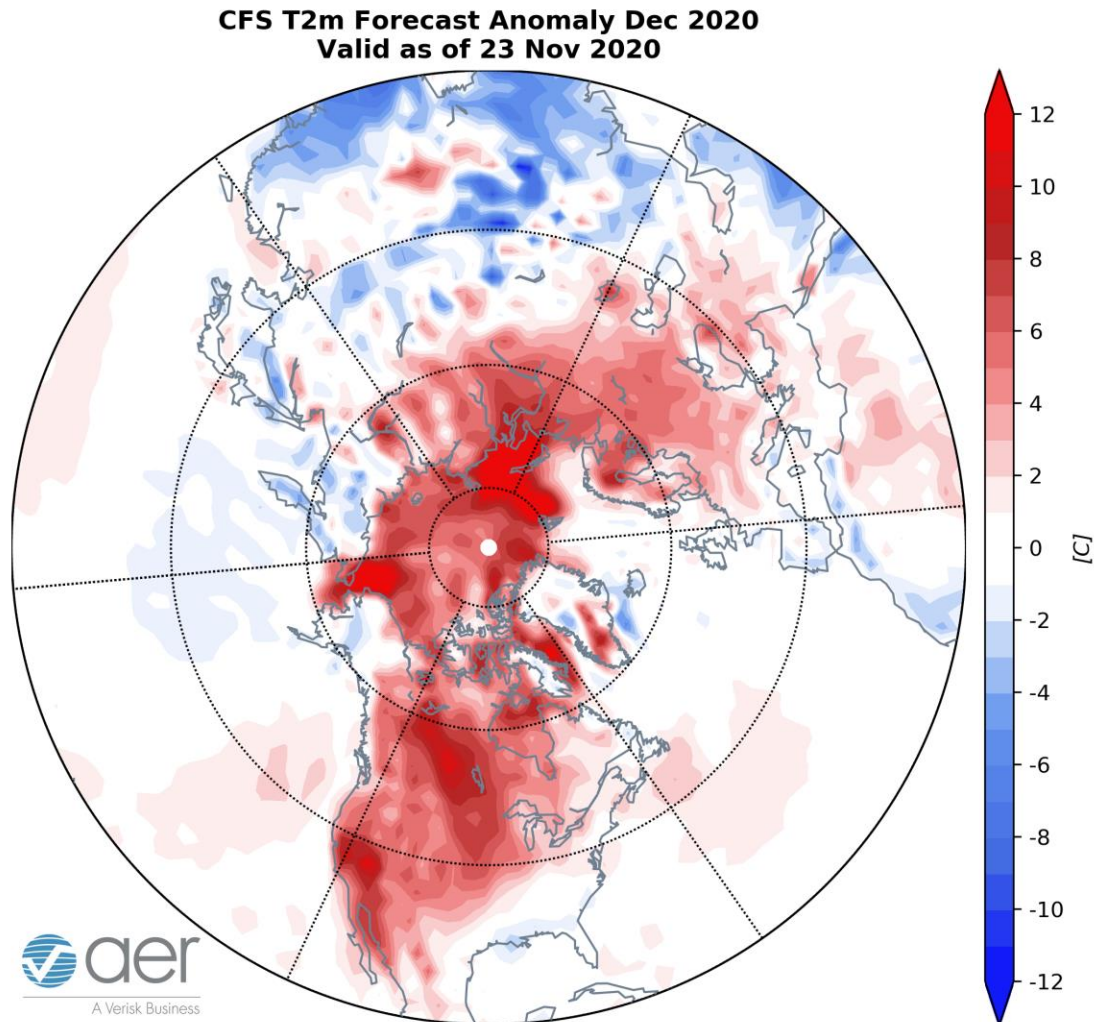 CFS T2m Forecast Anomaly Dec 2020
Valid as of 23 Nov 2020
12
10
8
6
4
2
0
-2
-4
-6
-8
-10
-12
[C]
aer
A Verisk Business